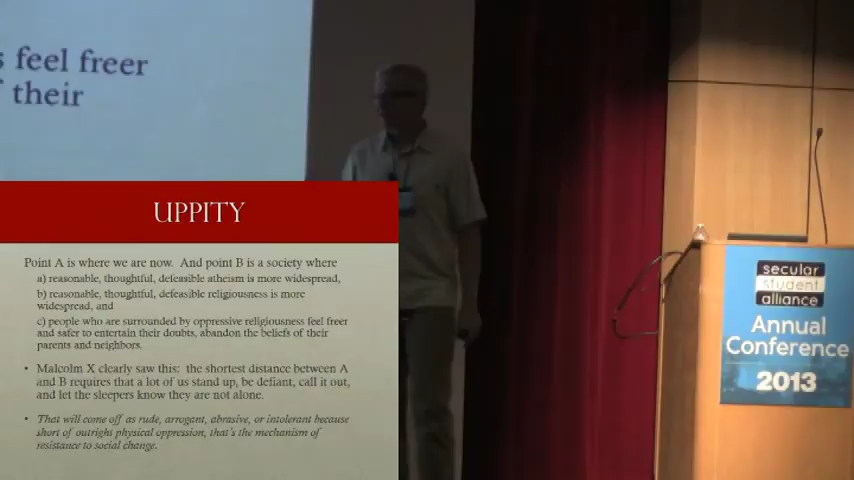 s feel freer
their
UPPITY
Point A is where we are now. And point B is a society where
a) reasonable, thoughtful, defeasible atheism is more widespread,
b) reasonable, thoughtful, defeasible religiousness is more
widespread, and
c) people who are surrounded by oppressive religiousness feel freer
and safer to entertain their doubts, abandon the beliefs of their
parents and neighbors.
• Malcolm X clearly saw this: the shortest distance between A
and B requires that a lot of us stand up, be defiant, call it out,
and let the sleepers know they are not alone.
• That will come off as rude, arrogant, abrasive, or intolerant because
short of outright physical oppression, that's the mechanism of
resistance to social change.
secular
student
alliance
Annual
Conference
2013